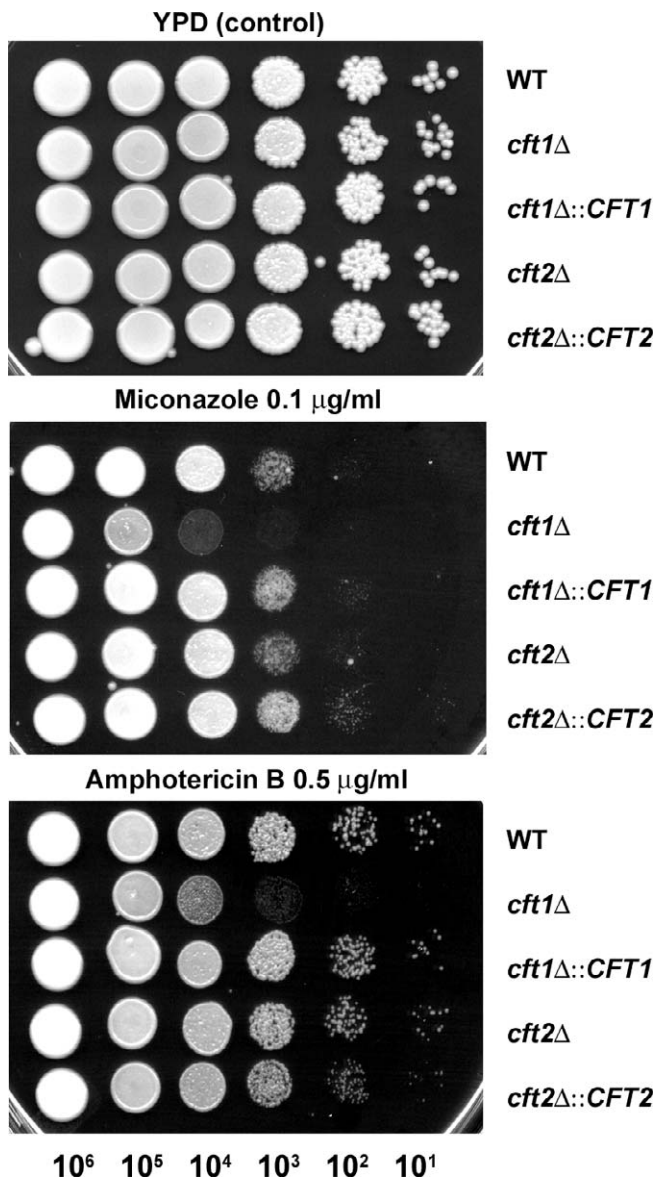 YPD (control)
WT
cft1Δ
cft1Δ::CFT1
cft2Δ
cft2Δ::CFT2
Miconazole 0.1 μg/ml
WT
cft1Δ
cft1Δ::CFT1
cft2Δ
cft2Δ::CFT2
Amphotericin B 0.5 μg/ml
WT
cft1Δ
cft1Δ::CFT1
cft2Δ
cft2Δ::CFT2
10⁶ 10⁵ 10⁴ 10³ 10² 10¹